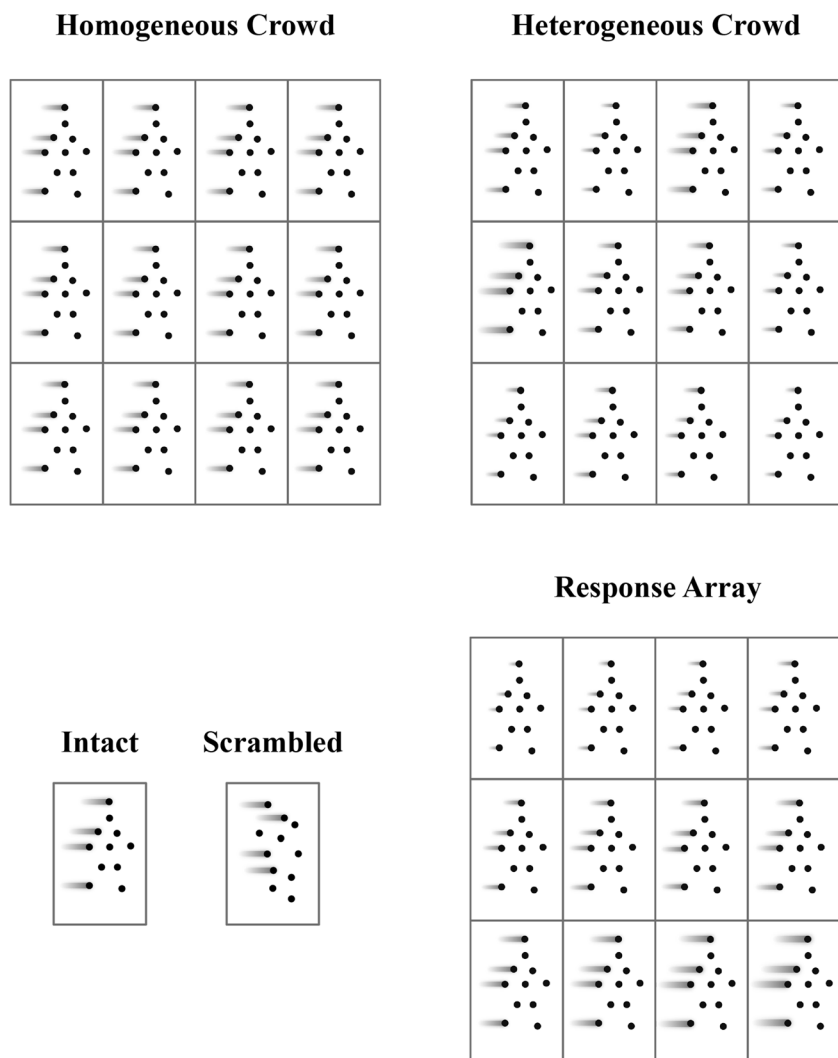 Homogeneous Crowd
Heterogeneous Crowd
Response Array
Intact
Scrambled